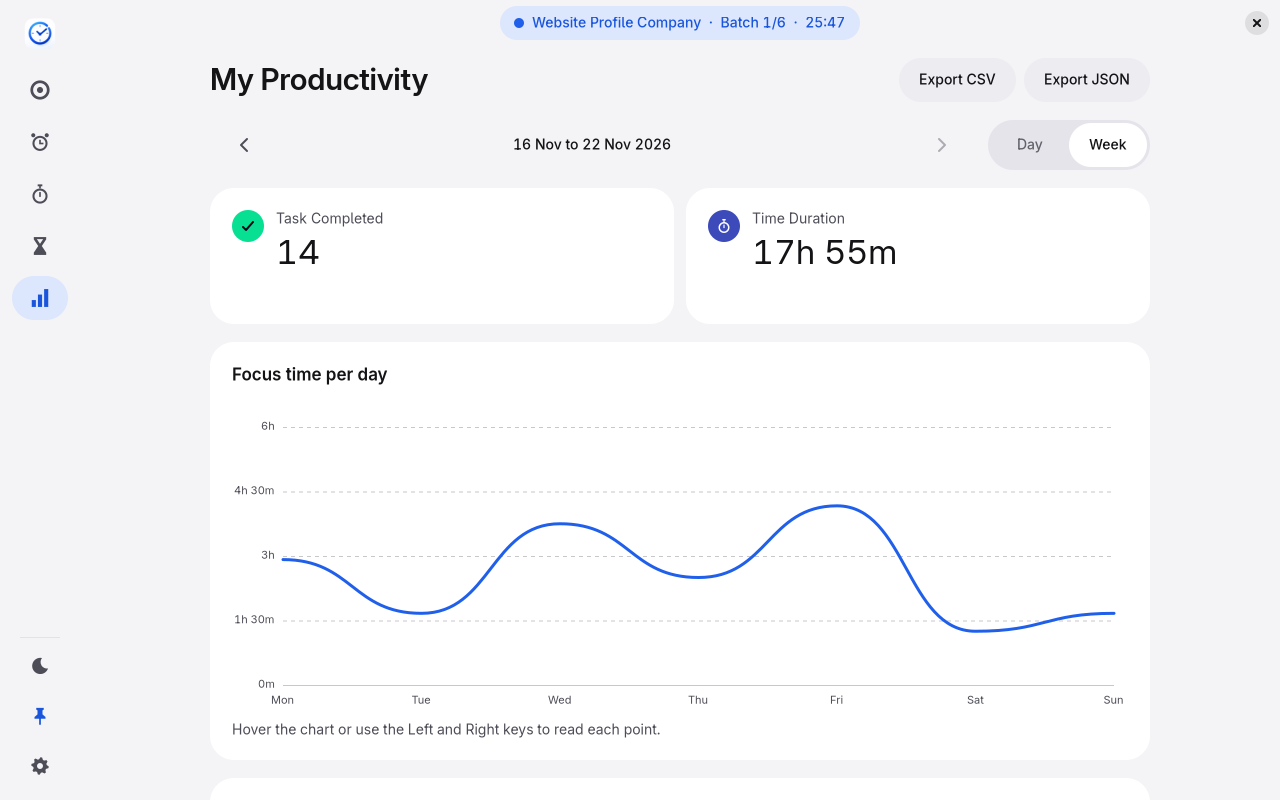 Website Profile Company · Batch 1/6 · 25:47
My Productivity
Export CSV
Export JSON
16 Nov to 22 Nov 2026
Day
Week
Task Completed
14
Time Duration
17h 55m
Focus time per day
6h
4h 30m
3h
1h 30m
0m
Mon
Tue
Wed
Thu
Fri
Sat
Sun
Hover the chart or use the Left and Right keys to read each point.